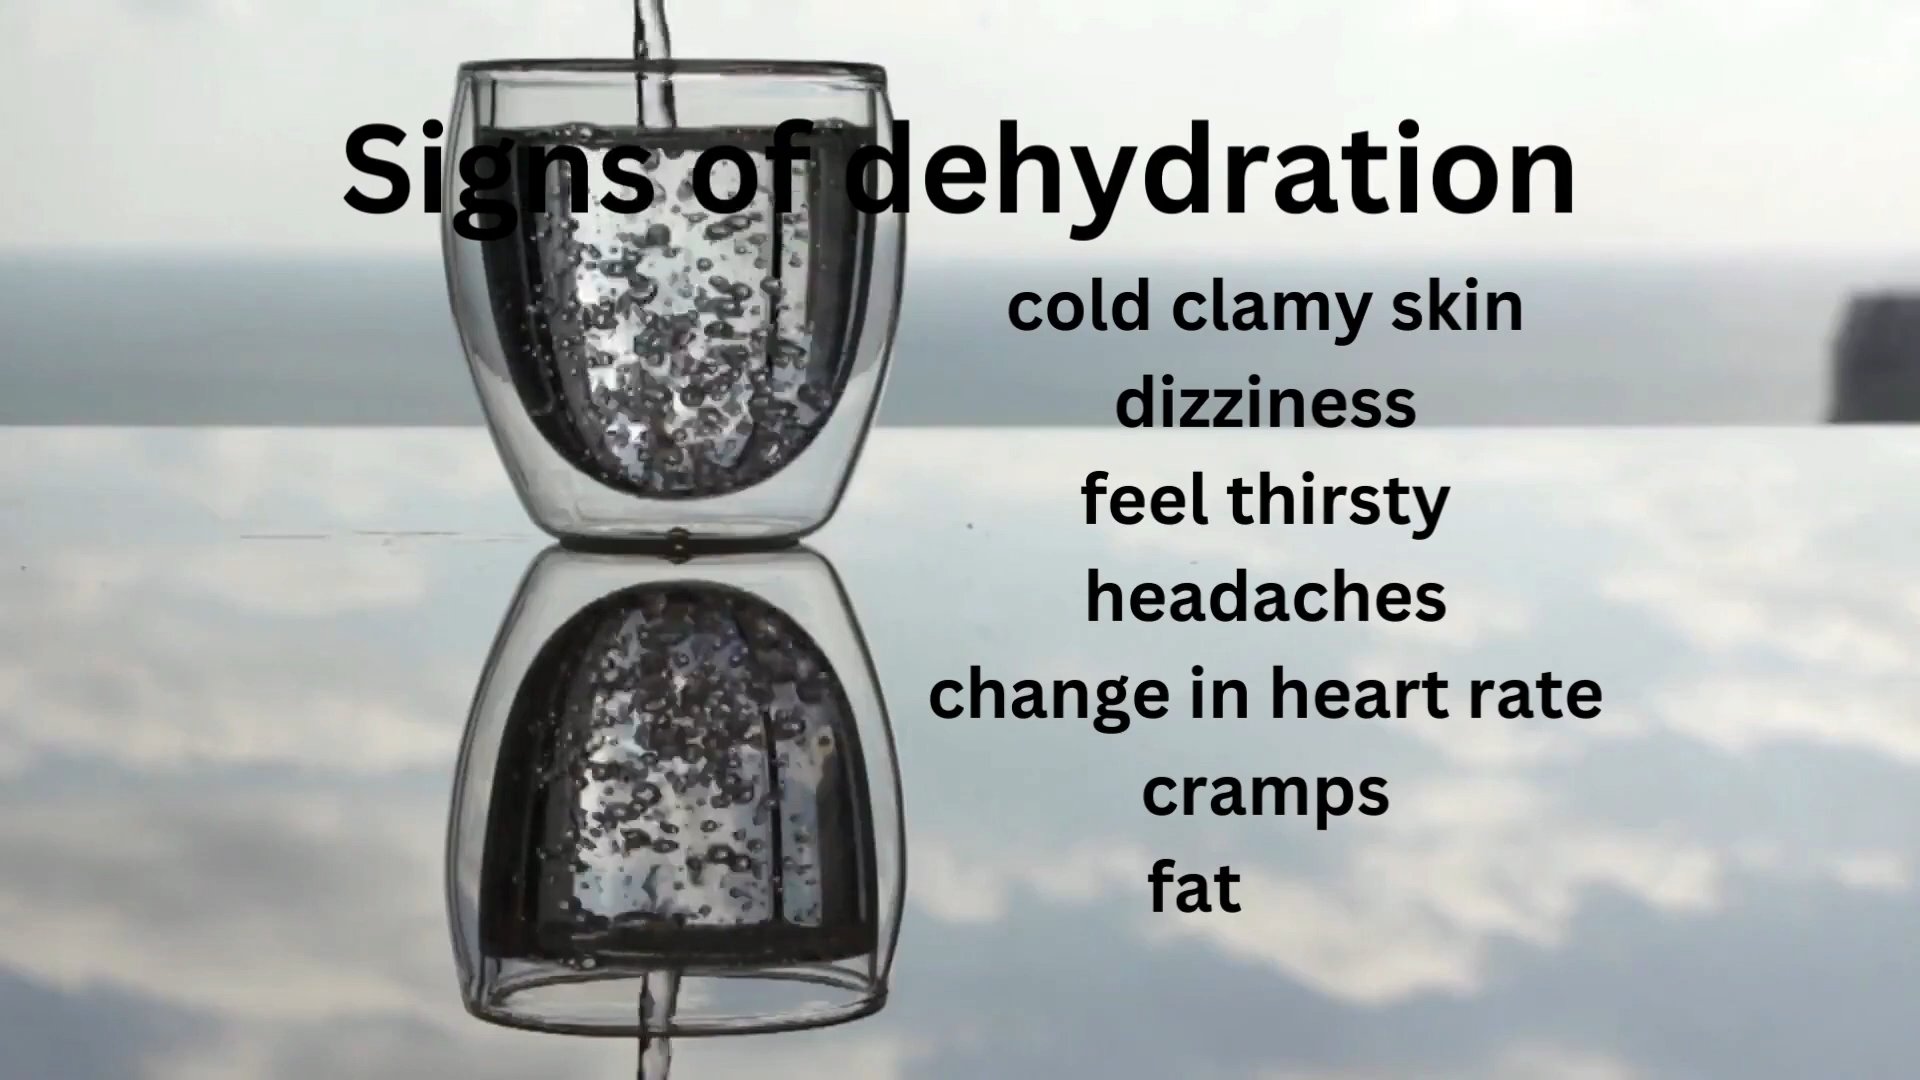 Signs of dehydration
cold clamy skin
dizziness
feel thirsty
headaches
change in heart rate
cramps
fat